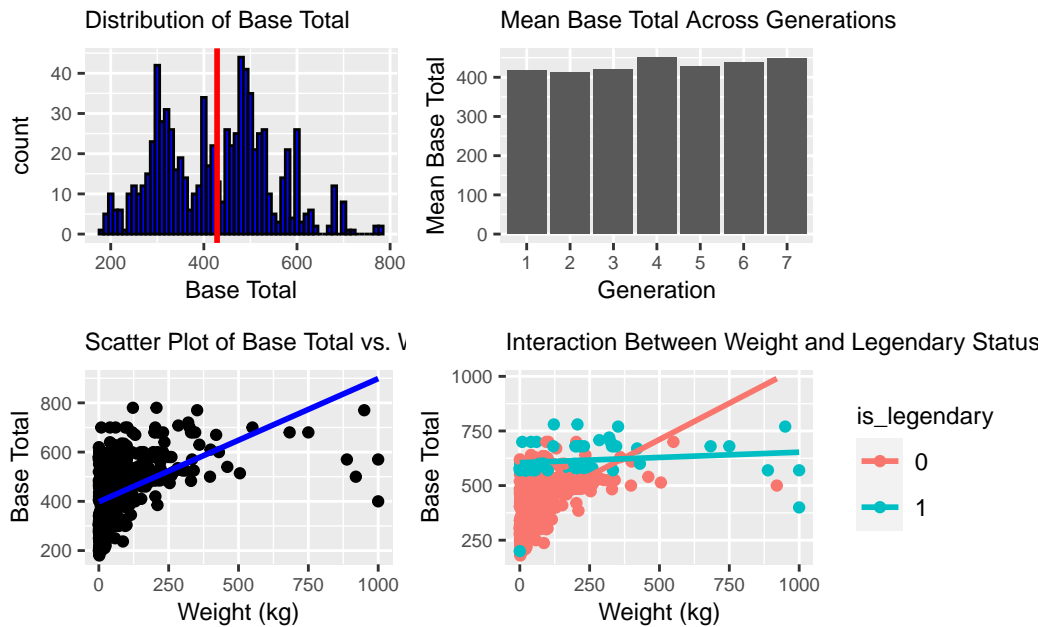 Distribution of Base Total
count
40
30
20
10
0
200 400 600 800
Base Total
Mean Base Total Across Generations
Mean Base Total
400
300
200
100
0
1 2 3 4 5 6 7
Generation
Scatter Plot of Base Total vs.
Base Total
800
600
400
200
0 250 500 750 1000
Weight (kg)
Interaction Between Weight and Legendary Status
Base Total
1000
750
500
250
0 250 500 750 1000
Weight (kg)
is_legendary
0
1